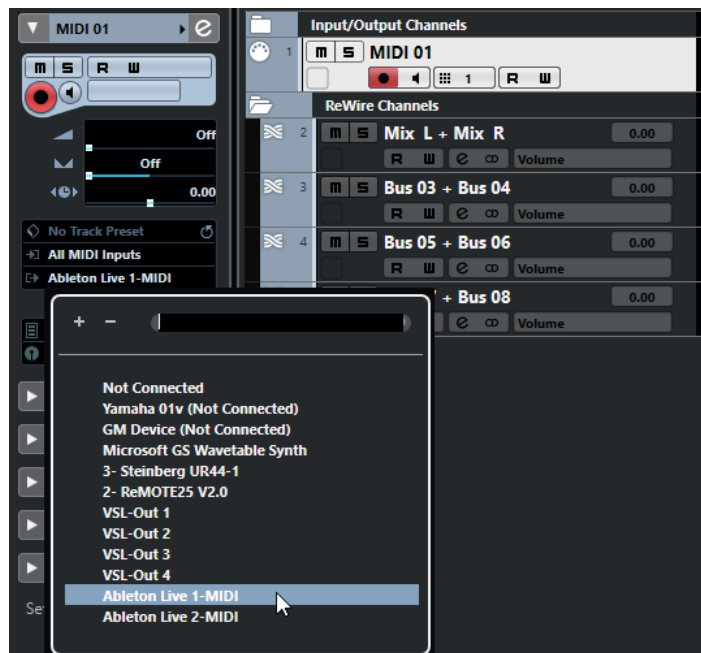 MIDI 01
m S R W
Off
Off
0.00
No Track Preset
All MIDI Inputs
Ableton Live 1-MIDI
Input/Output Channels
1 m S MIDI 01
1 R W
ReWire Channels
2 m S Mix L + Mix R 0.00
R W e Volume
3 m S Bus 03 + Bus 04 0.00
R W e Volume
4 m S Bus 05 + Bus 06 0.00
R W e Volume
+ Bus 08 0.00
e Volume
+ −
Not Connected
Yamaha 01v (Not Connected)
GM Device (Not Connected)
Microsoft GS Wavetable Synth
3- Steinberg UR44-1
2- ReMOTE25 V2.0
VSL-Out 1
VSL-Out 2
VSL-Out 3
VSL-Out 4
Ableton Live 1-MIDI
Ableton Live 2-MIDI